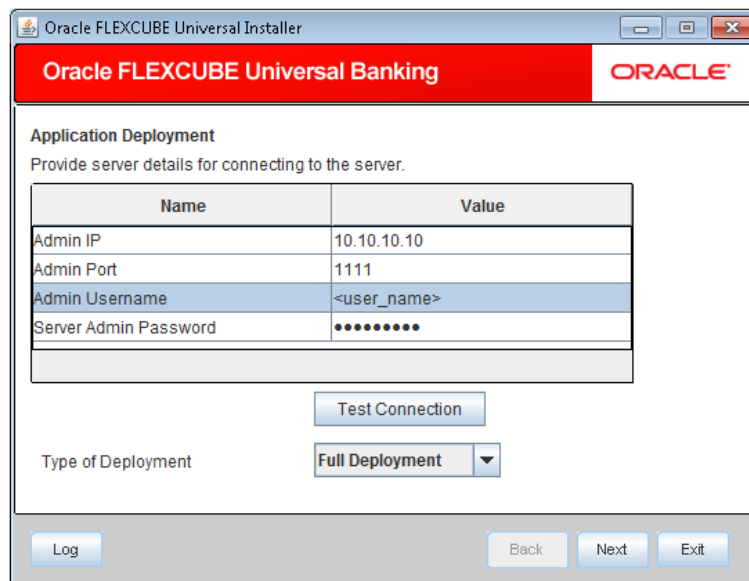 Oracle FLEXCUBE Universal Installer
Oracle FLEXCUBE Universal Banking
ORACLE
Application Deployment
Provide server details for connecting to the server.
Name Value
Admin IP 10.10.10.10
Admin Port 1111
Admin Username <user_name>
Server Admin Password •••••••••
Test Connection
Type of Deployment Full Deployment
Log Back Next Exit